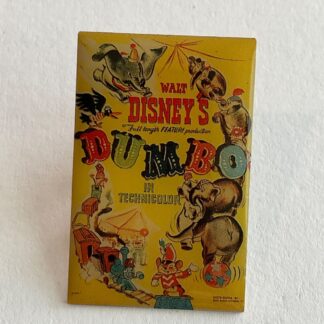 WALT
DISNEY'S
Full length FEATURE production
DUMBO
IN
TECHNICOLOR